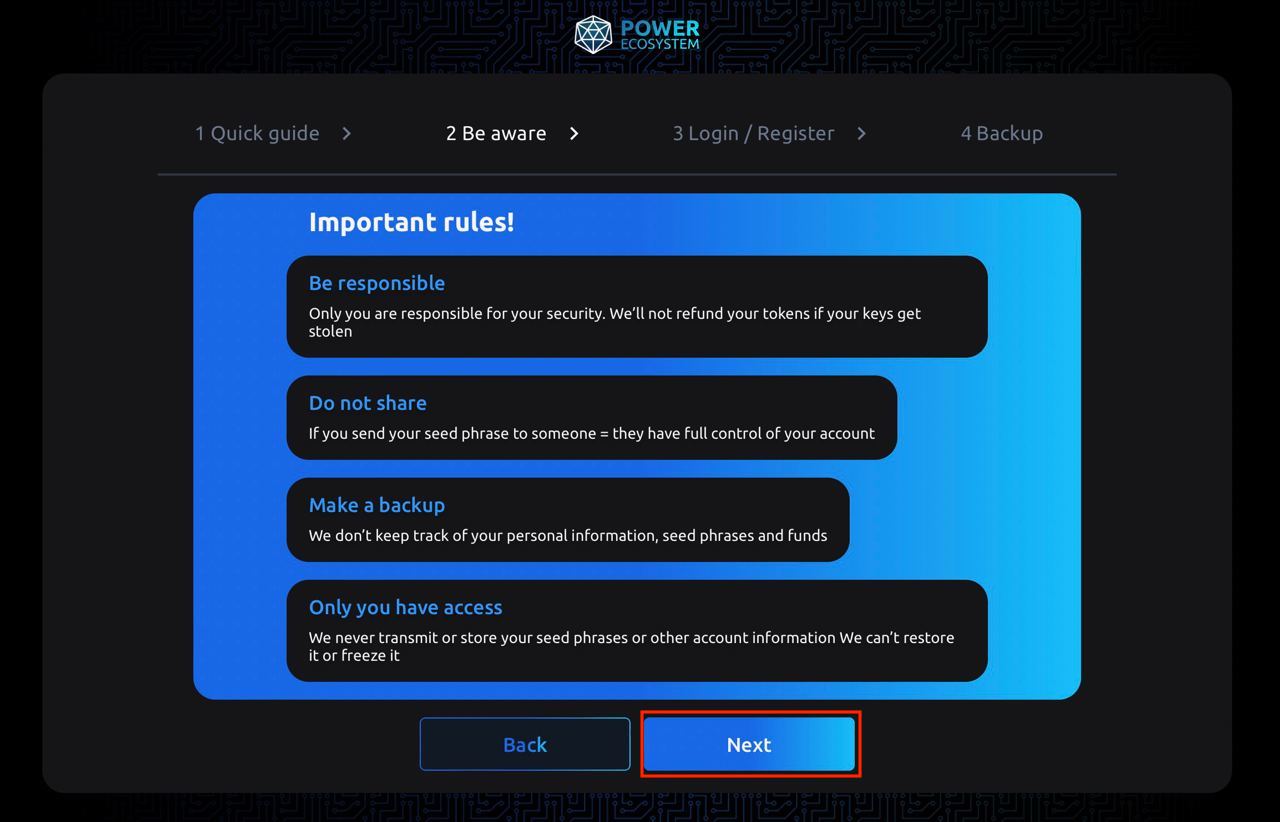 POWER
ECOSYSTEM
1 Quick guide
2 Be aware
3 Login / Register
4 Backup
Important rules!
Be responsible
Only you are responsible for your security. We’ll not refund your tokens if your keys get
stolen
Do not share
If you send your seed phrase to someone = they have full control of your account
Make a backup
We don’t keep track of your personal information, seed phrases and funds
Only you have access
We never transmit or store your seed phrases or other account information We can’t restore
it or freeze it
Back
Next